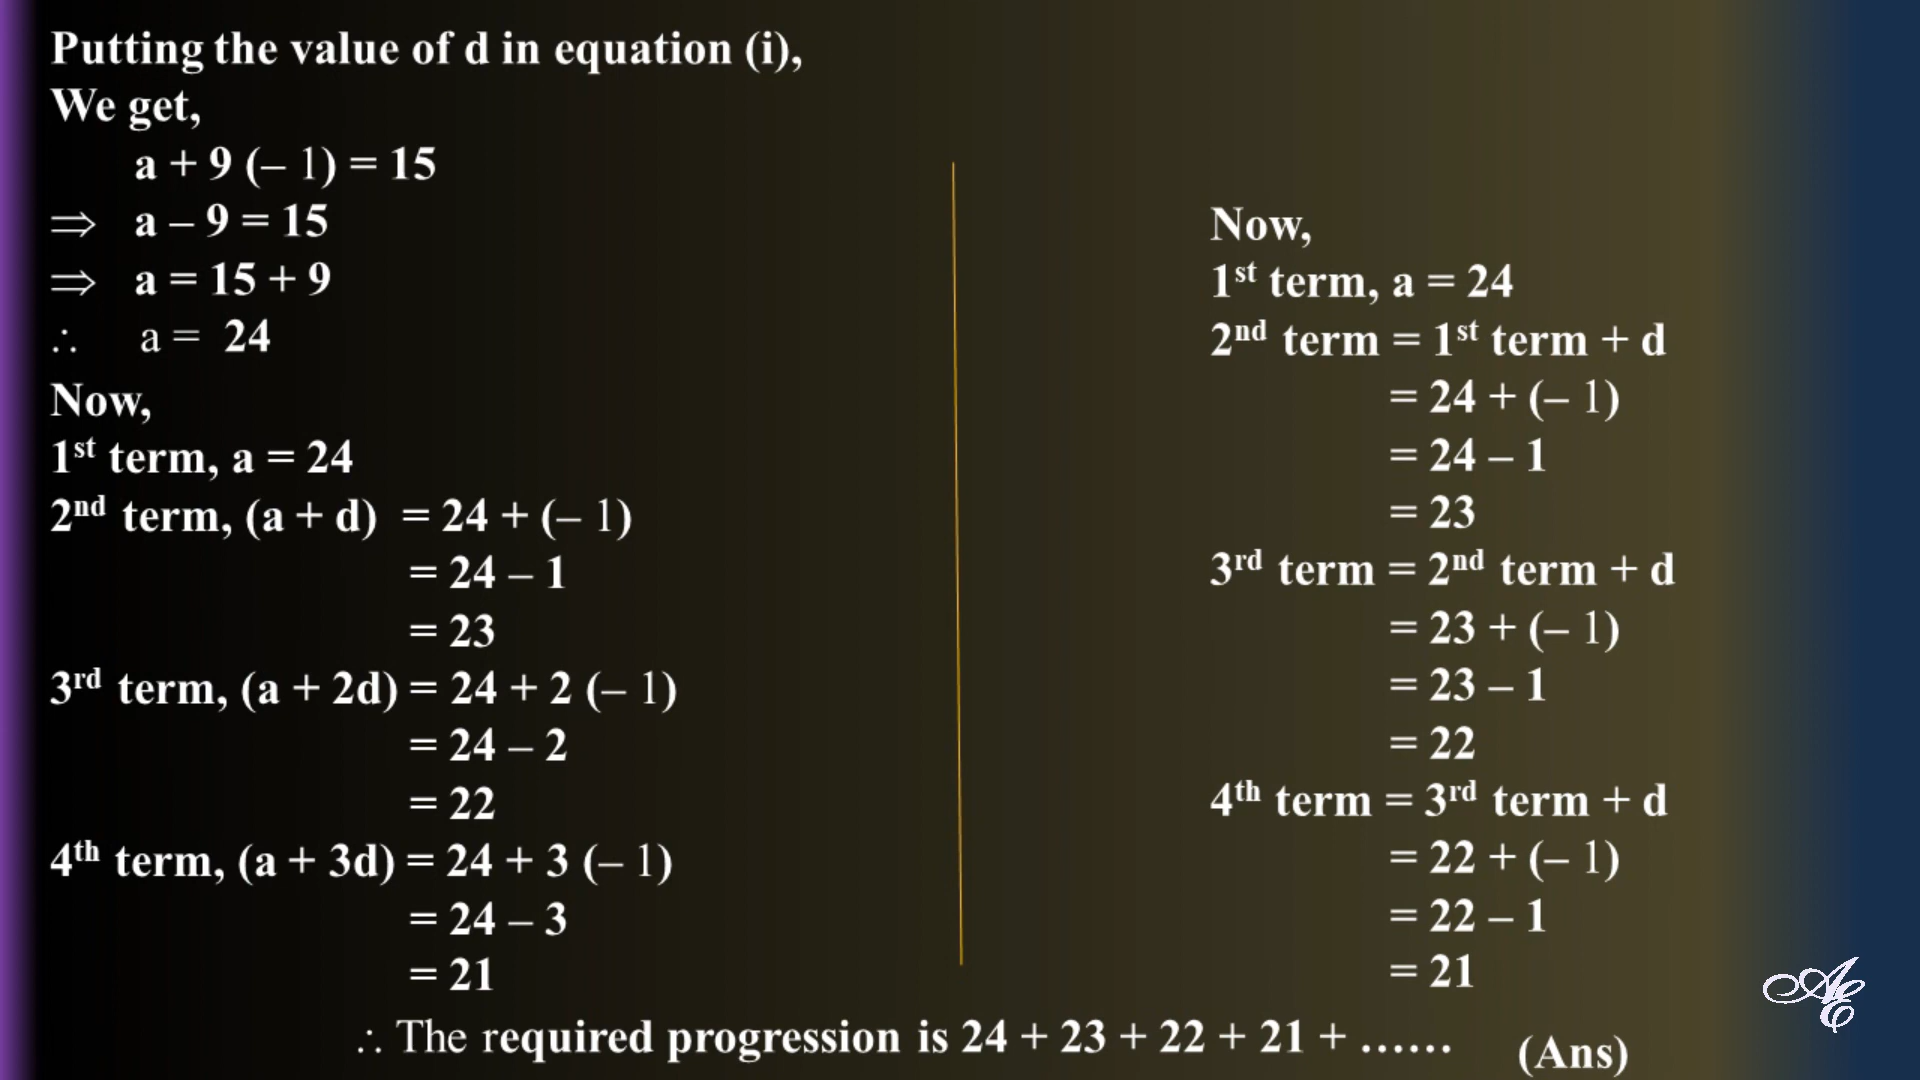 Putting the value of d in equation (i),
We get,
a + 9 (– 1) = 15
⇒ a – 9 = 15
⇒ a = 15 + 9
∴ a = 24
Now,
1st term, a = 24
2nd term, (a + d) = 24 + (– 1)
= 24 – 1
= 23
3rd term, (a + 2d) = 24 + 2 (– 1)
= 24 – 2
= 22
4th term, (a + 3d) = 24 + 3 (– 1)
= 24 – 3
= 21
Now,
1st term, a = 24
2nd term = 1st term + d
= 24 + (– 1)
= 24 – 1
= 23
3rd term = 2nd term + d
= 23 + (– 1)
= 23 – 1
= 22
4th term = 3rd term + d
= 22 + (– 1)
= 22 – 1
= 21
∴ The required progression is 24 + 23 + 22 + 21 + ...... (Ans)
AE